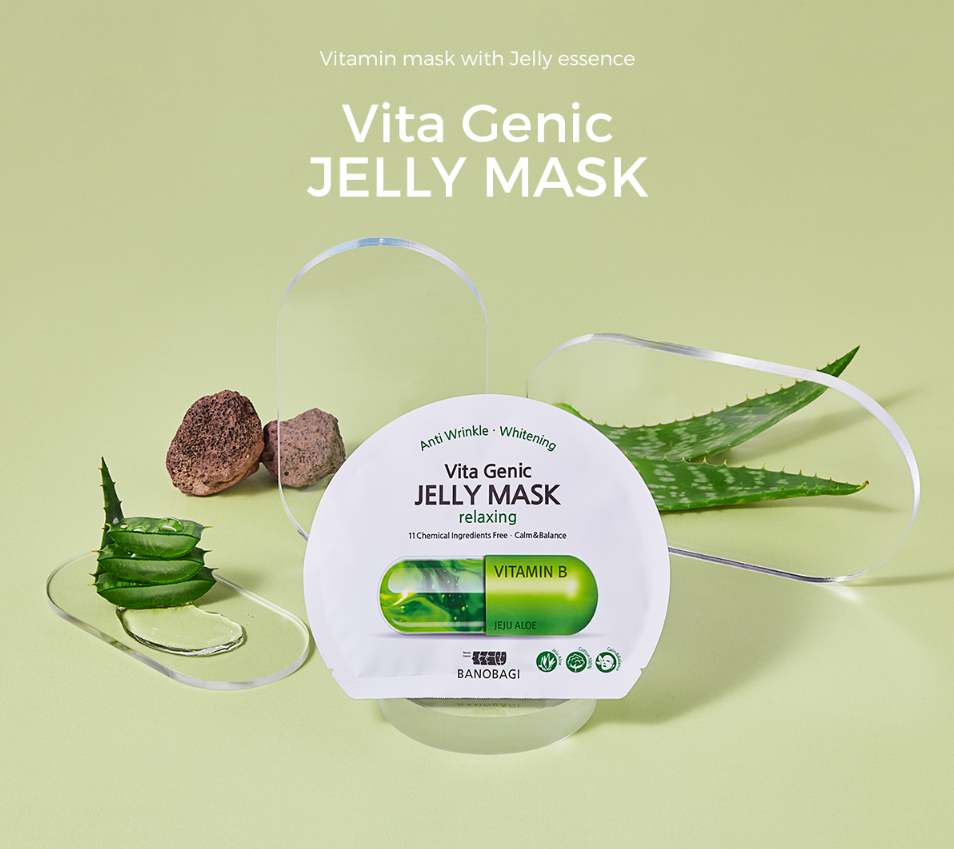 Vitamin mask with Jelly essence
Vita Genic
JELLY MASK
Anti Wrinkle · Whitening
Vita Genic
JELLY MASK
relaxing
11 Chemical Ingredients Free · Calm&Balance
VITAMIN B
JEJU ALOE
BANOBAGI